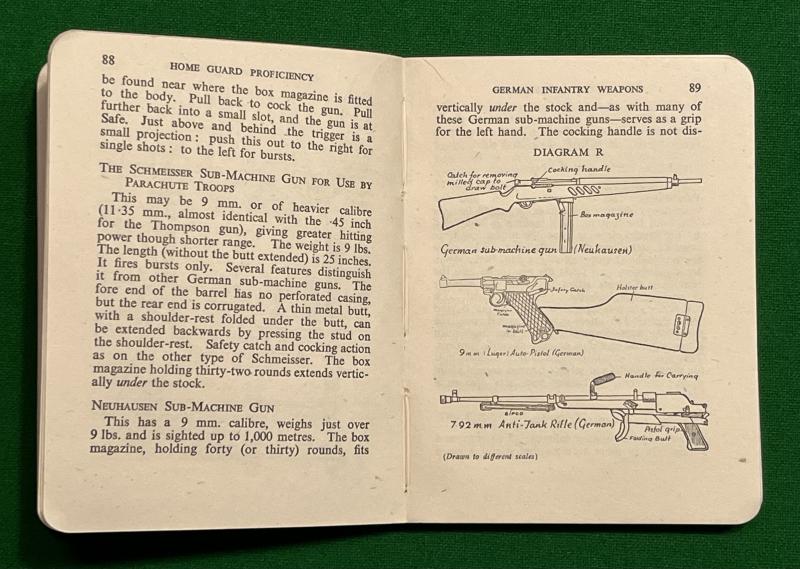 88
HOME GUARD PROFICIENCY
be found near where the box magazine is fitted
to the body. Pull back to cock the gun. Pull
further back into a small slot, and the gun is at
Safe. Just above and behind the trigger is a
small projection: push this out to the right for
single shots: to the left for bursts.
THE SCHMEISSER SUB-MACHINE GUN FOR USE BY
PARACHUTE TROOPS
This may be 9 mm. or of heavier calibre
(11·35 mm., almost identical with the ·45 inch
for the Thompson gun), giving greater hitting
power though shorter range. The weight is 9 lbs.
The length (without the butt extended) is 25 inches.
It fires bursts only. Several features distinguish
it from other German sub-machine guns. The
fore end of the barrel has no perforated casing,
but the rear end is corrugated. A thin metal butt,
with a shoulder-rest folded under the butt, can
be extended backwards by pressing the stud on
the shoulder-rest. Safety catch and cocking action
as on the other type of Schmeisser. The box
magazine holding thirty-two rounds extends vertic-
ally under the stock.
NEUHAUSEN SUB-MACHINE GUN
This has a 9 mm. calibre, weighs just over
9 lbs. and is sighted up to 1,000 metres. The box
magazine, holding forty (or thirty) rounds, fits
GERMAN INFANTRY WEAPONS
89
vertically under the stock and—as with many of
these German sub-machine guns—serves as a grip
for the left hand. The cocking handle is not dis-
DIAGRAM R
Catch for removing
milled cap to
draw bolt
Cocking handle
Box magazine
German sub-machine gun (Neuhausen)
Safety Catch
Holster butt
Magazine
Catch
magazine
in butt
9 mm (Luger) Auto-Pistol (German)
Handle for Carrying
BIPOD
7·92 mm Anti-Tank Rifle (German)
Pistol grip
Folding Butt
(Drawn to different scales)